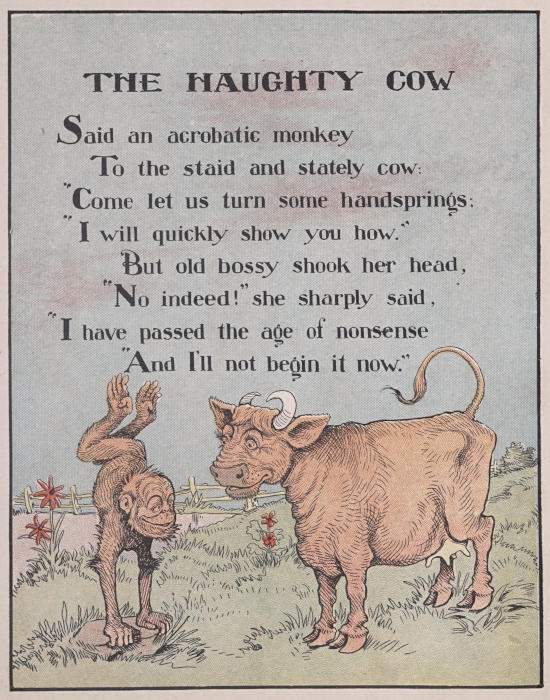 THE NAUGHTY COW
Said an acrobatic monkey
To the staid and stately cow:
"Come let us turn some handsprings;
"I will quickly show you how."
But old bossy shook her head,
"No indeed!" she sharply said,
"I have passed the age of nonsense
"And I'll not begin it now."